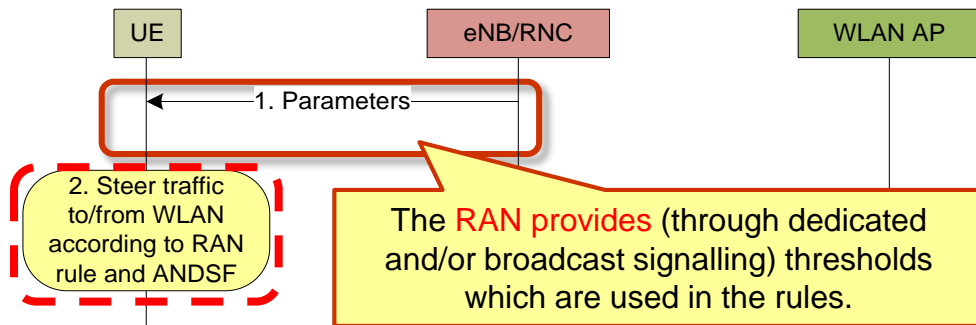 UE
eNB/RNC
WLAN AP
1. Parameters
2. Steer traffic
to/from WLAN
according to RAN
rule and ANDSF
The RAN provides (through dedicated
and/or broadcast signalling) thresholds
which are used in the rules.